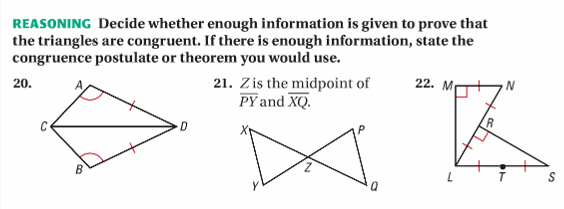 REASONING Decide whether enough information is given to prove that
the triangles are congruent. If there is enough information, state the
congruence postulate or theorem you would use.
20.
A
C
D
B
21. Z is the midpoint of
PY and XQ.
X
P
Z
Y
Q
22.
M
N
R
L
T
S